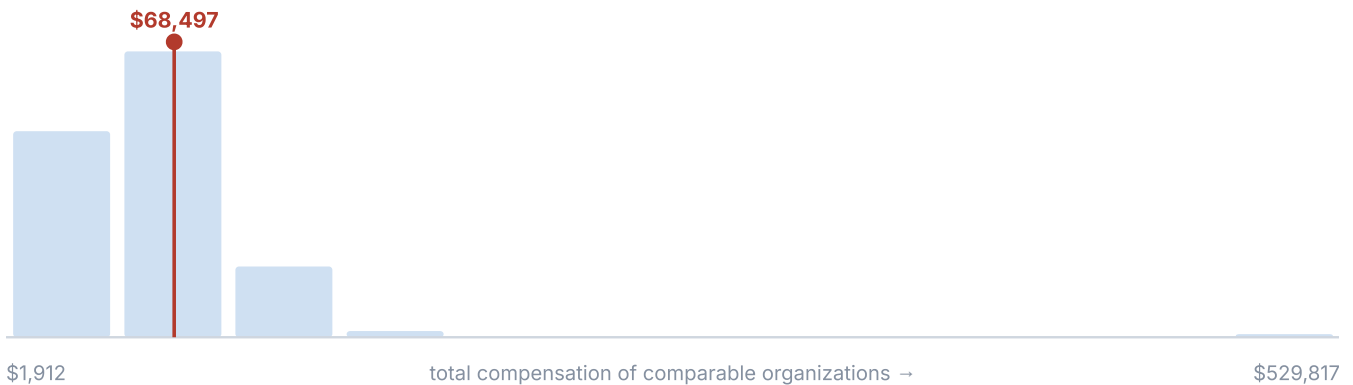 $68,497
$1,912
total compensation of comparable organizations →
$529,817